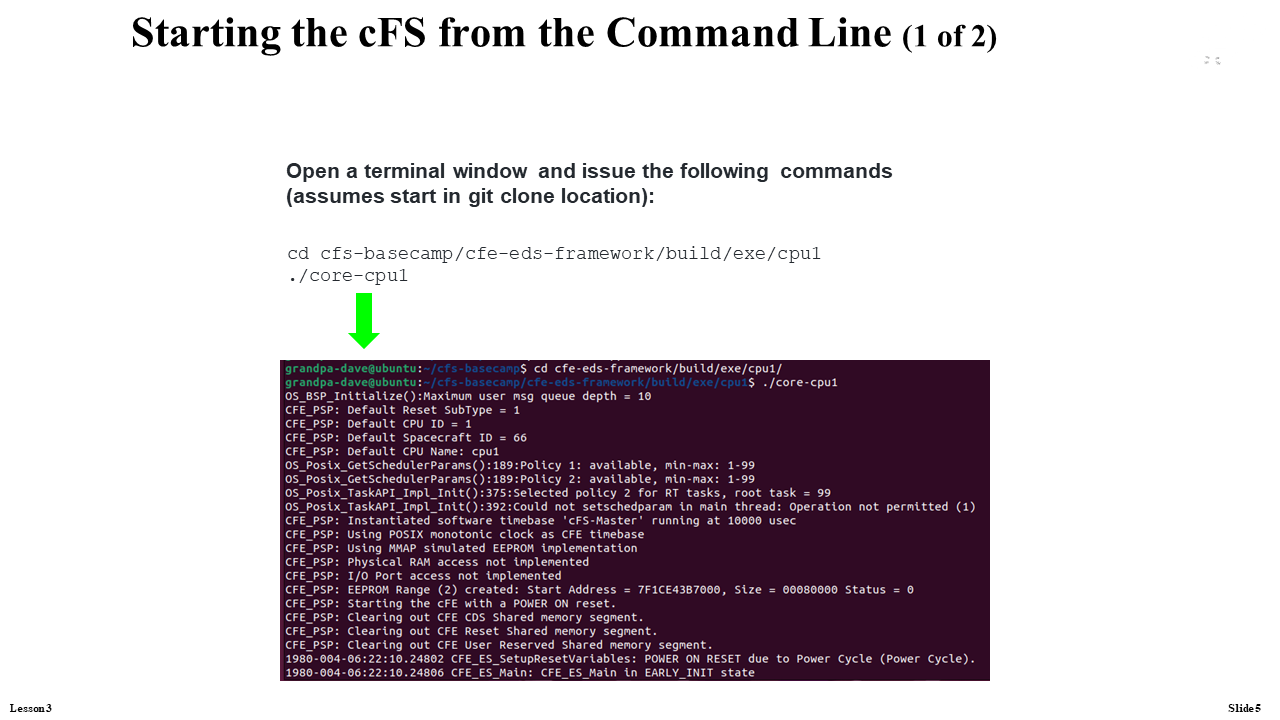 Starting the cFS from the Command Line (1 of 2)
Open a terminal window and issue the following commands
(assumes start in git clone location):
cd cfs-basecamp/cfe-eds-framework/build/exe/cpu1
./core-cpu1
grandpa-dave@ubuntu:~/cfs-basecamp$ cd cfe-eds-framework/build/exe/cpu1/
grandpa-dave@ubuntu:~/cfs-basecamp/cfe-eds-framework/build/exe/cpu1$ ./core-cpu1
OS_BSP_Initialize():Maximum user msg queue depth = 10
CFE_PSP: Default Reset SubType = 1
CFE_PSP: Default CPU ID = 1
CFE_PSP: Default Spacecraft ID = 66
CFE_PSP: Default CPU Name: cpu1
OS_Posix_GetSchedulerParams():189:Policy 1: available, min-max: 1-99
OS_Posix_GetSchedulerParams():189:Policy 2: available, min-max: 1-99
OS_Posix_TaskAPI_Impl_Init():375:Selected policy 2 for RT tasks, root task = 99
OS_Posix_TaskAPI_Impl_Init():392:Could not setschedparam in main thread: Operation not permitted (1)
CFE_PSP: Instantiated software timebase 'cFS-Master' running at 10000 usec
CFE_PSP: Using POSIX monotonic clock as CFE timebase
CFE_PSP: Using MMAP simulated EEPROM implementation
CFE_PSP: Physical RAM access not implemented
CFE_PSP: I/O Port access not implemented
CFE_PSP: EEPROM Range (2) created: Start Address = 7F1CE43B7000, Size = 00080000 Status = 0
CFE_PSP: Starting the cFE with a POWER ON reset.
CFE_PSP: Clearing out CFE CDS Shared memory segment.
CFE_PSP: Clearing out CFE Reset Shared memory segment.
CFE_PSP: Clearing out CFE User Reserved Shared memory segment.
1980-004-06:22:10.24802 CFE_ES_SetupResetVariables: POWER ON RESET due to Power Cycle (Power Cycle).
1980-004-06:22:10.24806 CFE_ES_Main: CFE_ES_Main in EARLY_INIT state
Lesson 3
Slide 5